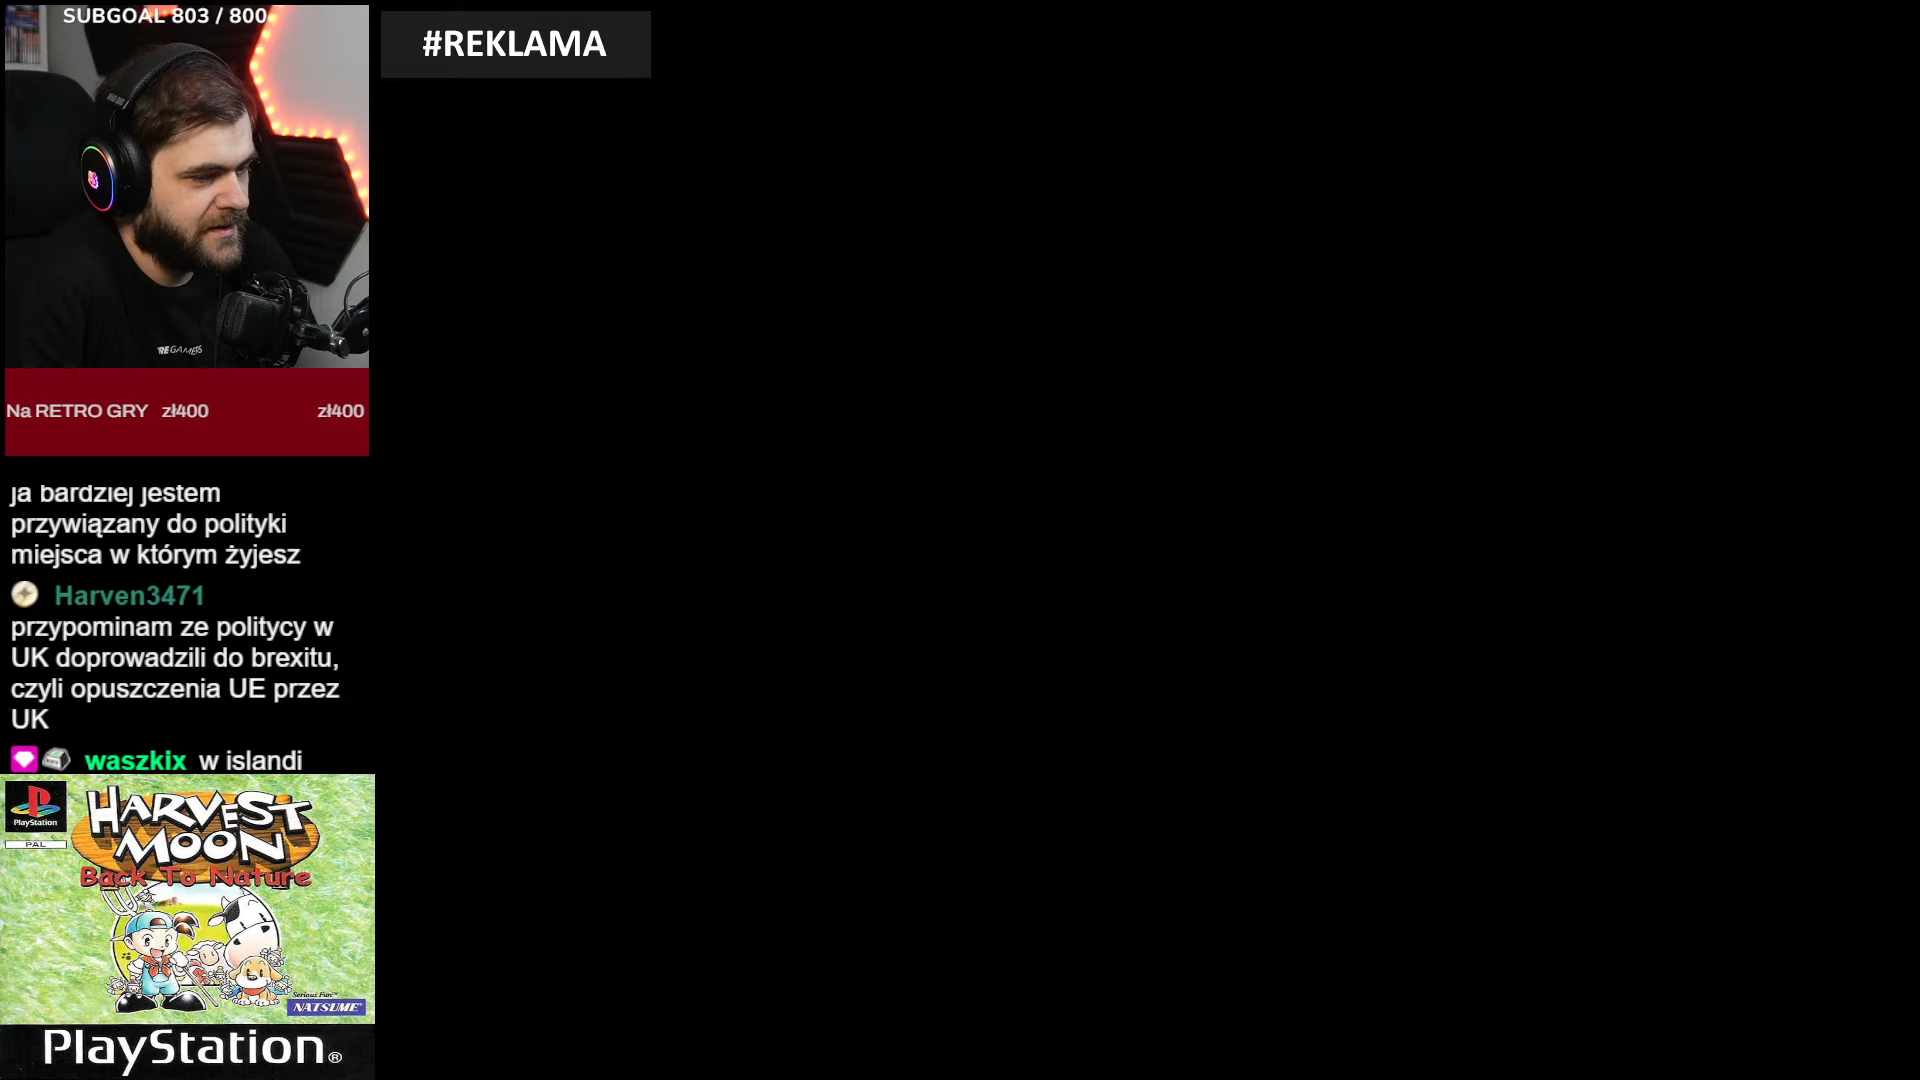 SUBGOAL 803 / 800
#REKLAMA
Na RETRO GRY zł400 zł400
ja bardziej jestem
przywiązany do polityki
miejsca w którym żyjesz
Harven3471
przypominam ze politycy w
UK doprowadzili do brexitu,
czyli opuszczenia UE przez
UK
waszkix w islandi
PlayStation
PAL
HARVEST
MOON
Back To Nature
Serious Fun™
NATSUME®
PlayStation®